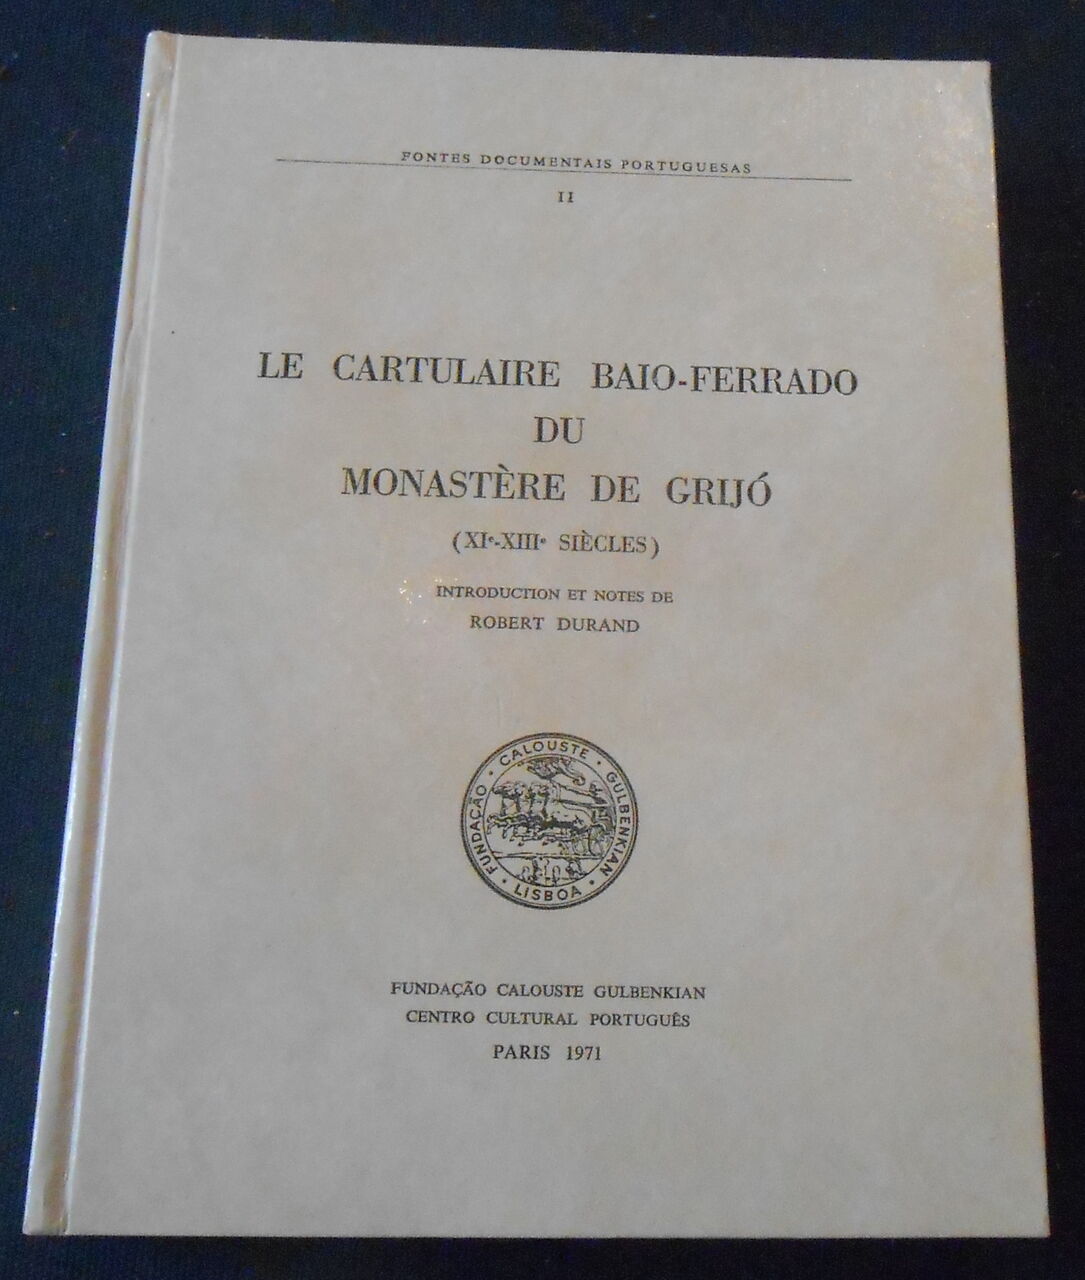 FONTES DOCUMENTAIS PORTUGUESAS
II
LE CARTULAIRE BAIO-FERRADO
DU
MONASTÈRE DE GRIJÓ
(XIe-XIIIe SIÈCLES)
INTRODUCTION ET NOTES DE
ROBERT DURAND
FUNDAÇÃO · CALOUSTE · GULBENKIAN · LISBOA ·
FUNDAÇÃO CALOUSTE GULBENKIAN
CENTRO CULTURAL PORTUGUÊS
PARIS 1971